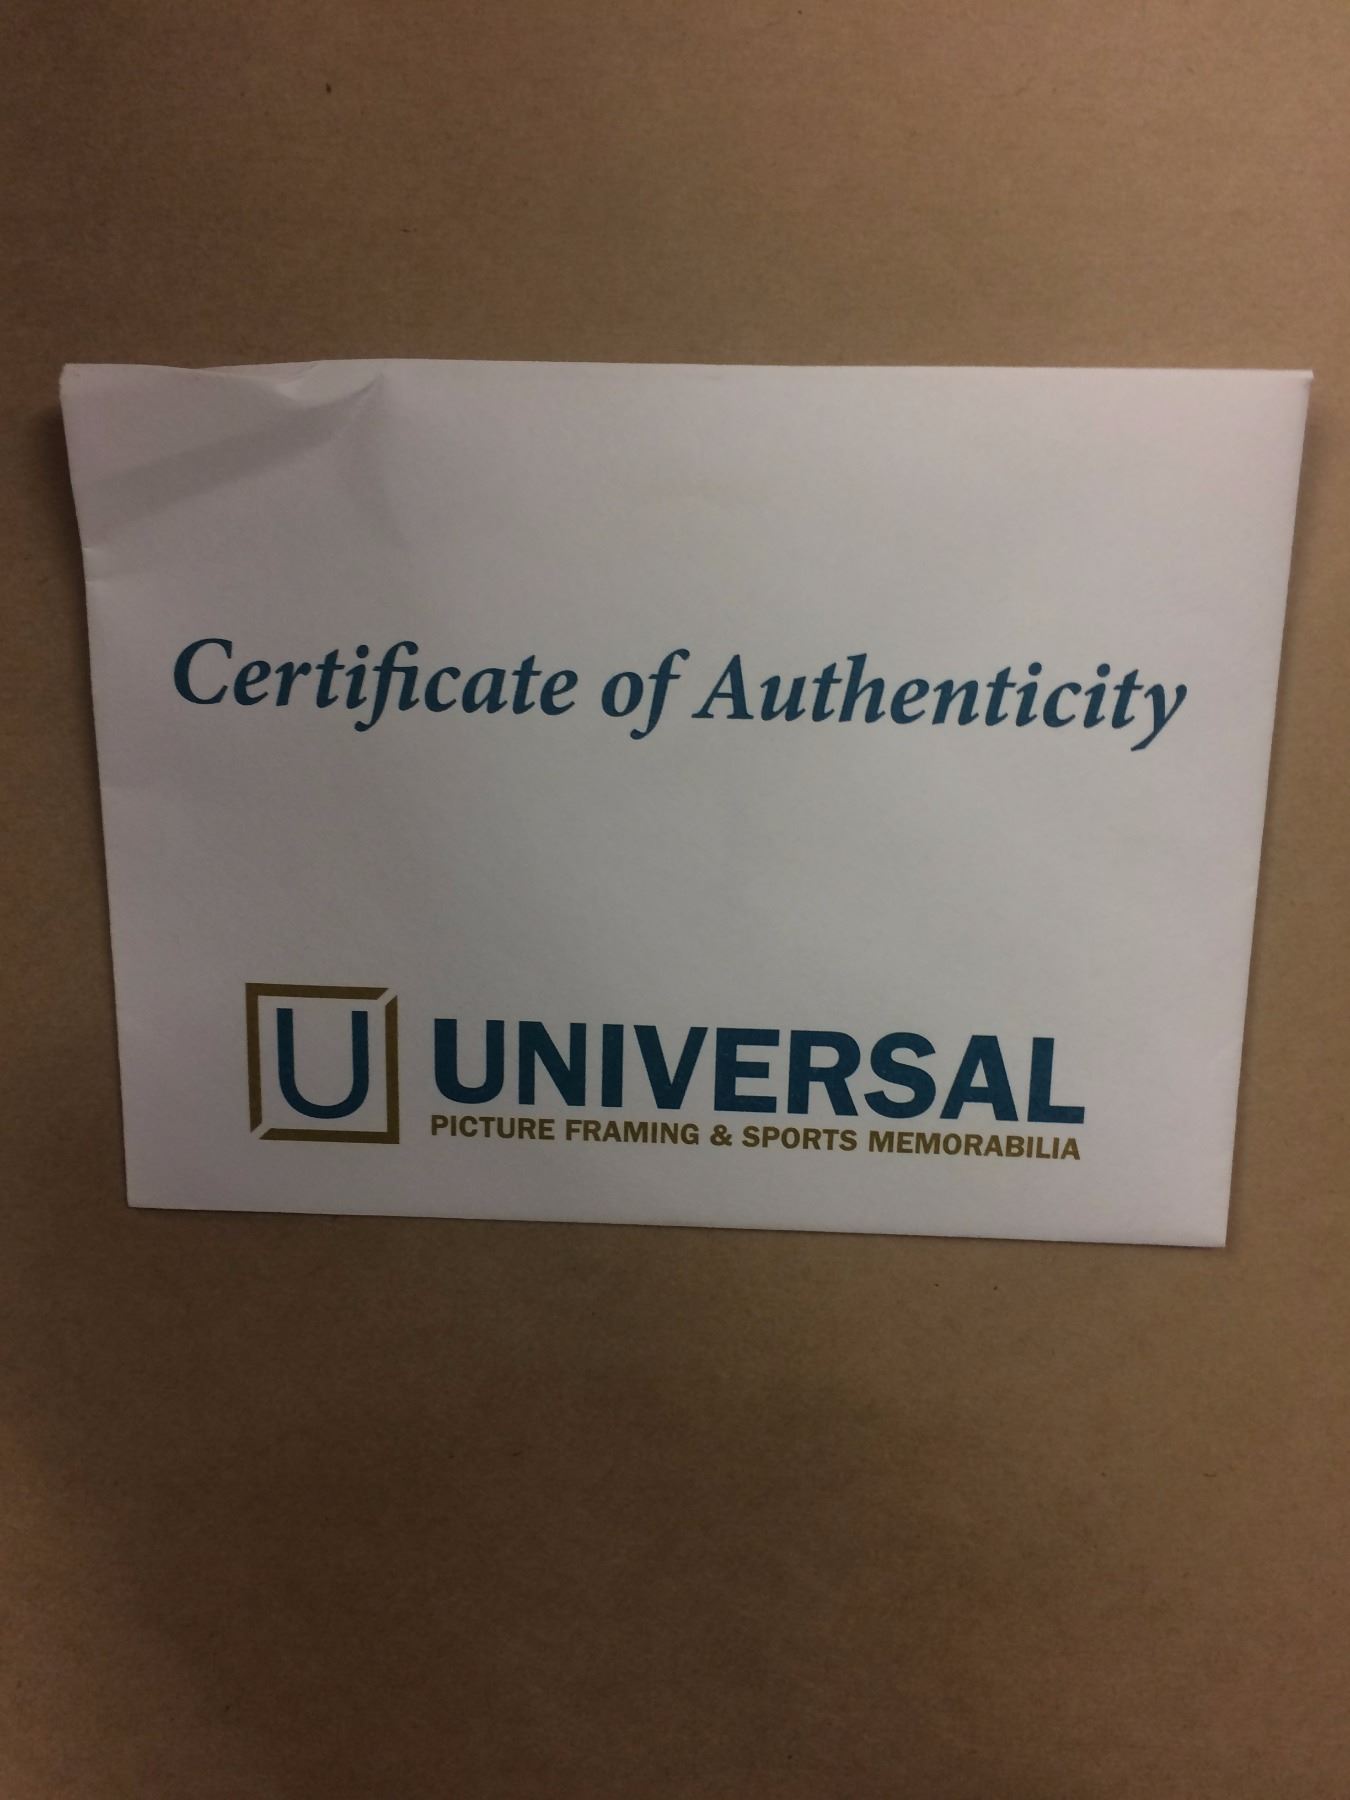 Certificate of Authenticity
U UNIVERSAL
PICTURE FRAMING & SPORTS MEMORABILIA